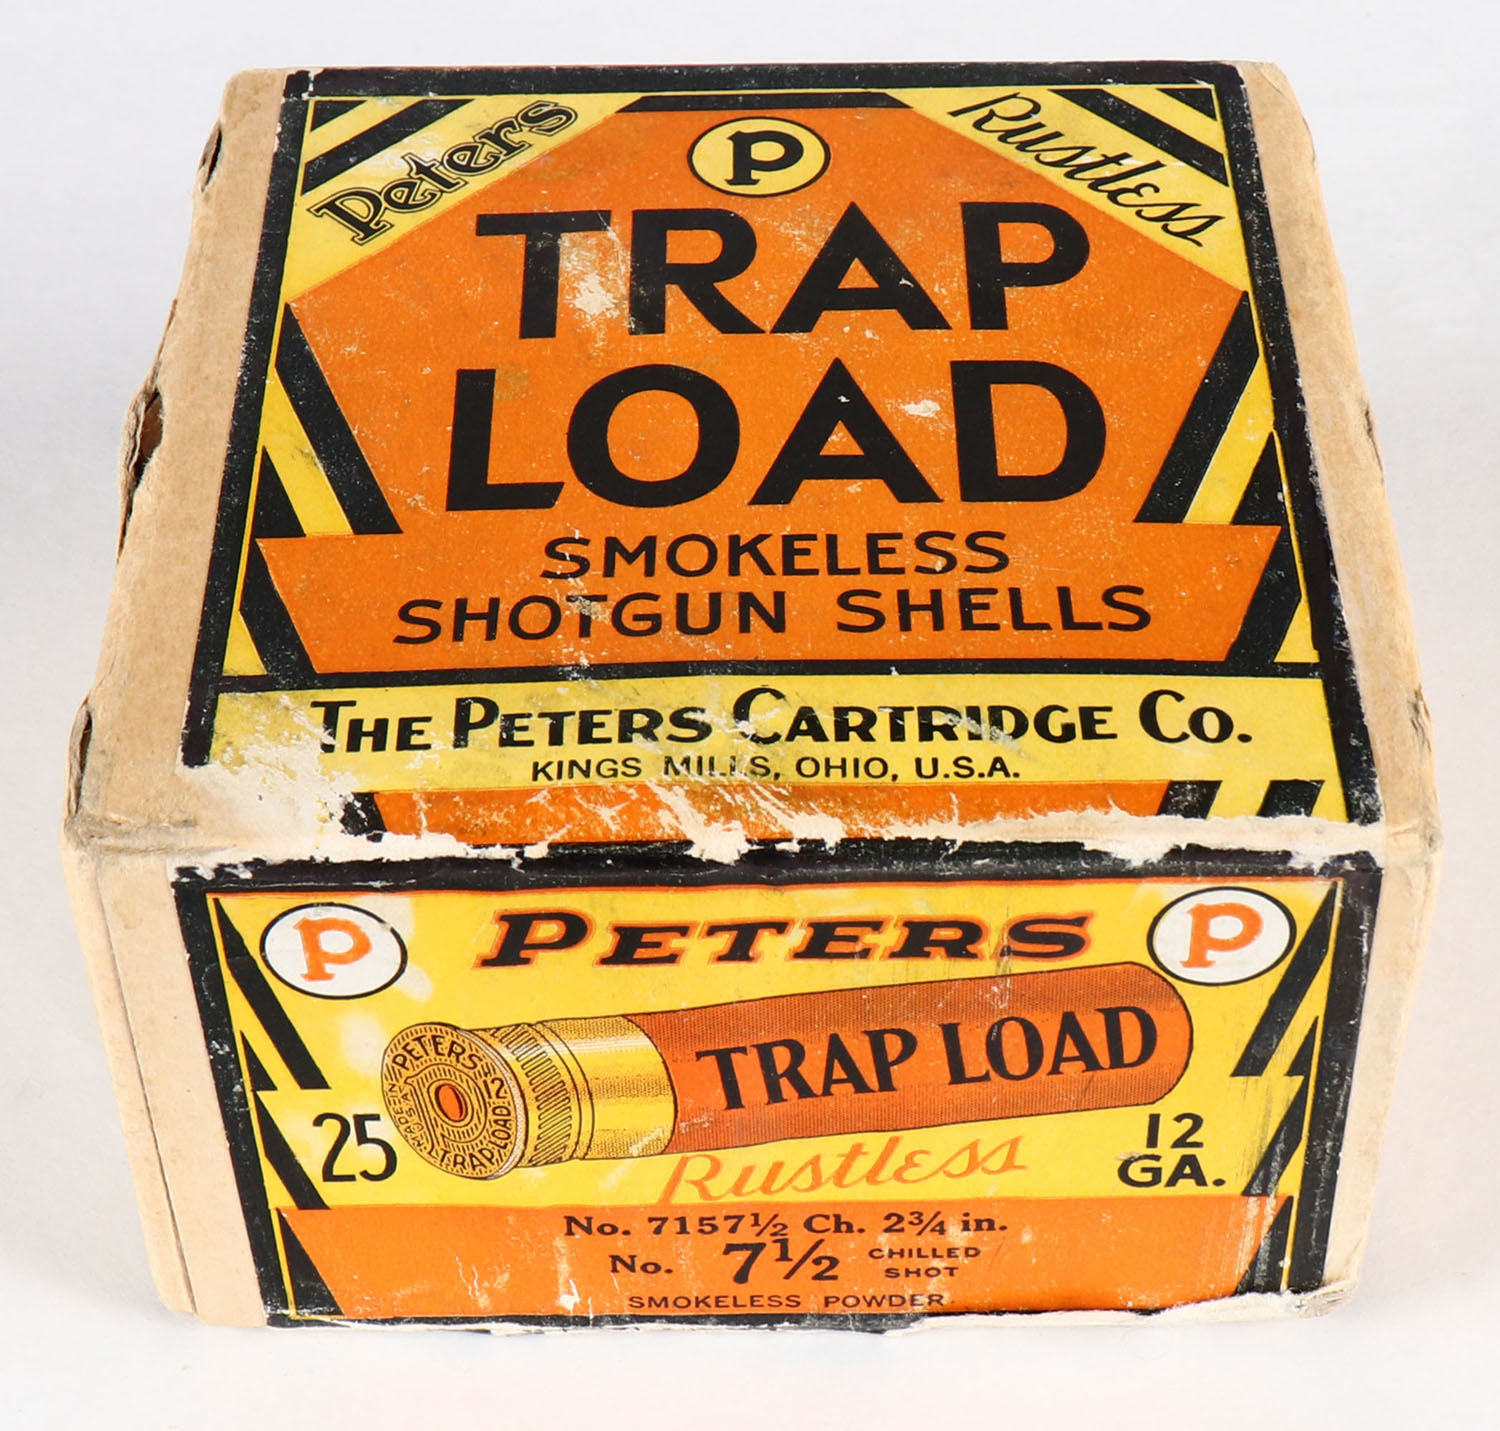 Peters
Rustless
P
TRAP
LOAD
SMOKELESS
SHOTGUN SHELLS
THE PETERS CARTRIDGE CO.
KINGS MILLS, OHIO, U.S.A.
P
PETERS
P
PETERS
12
TRAP LOAD
MADE IN
U.S.A.
TRAP LOAD
25
12
GA.
Rustless
No. 7157½ Ch. 2¾ in.
No. 7½ CHILLED
SHOT
SMOKELESS POWDER